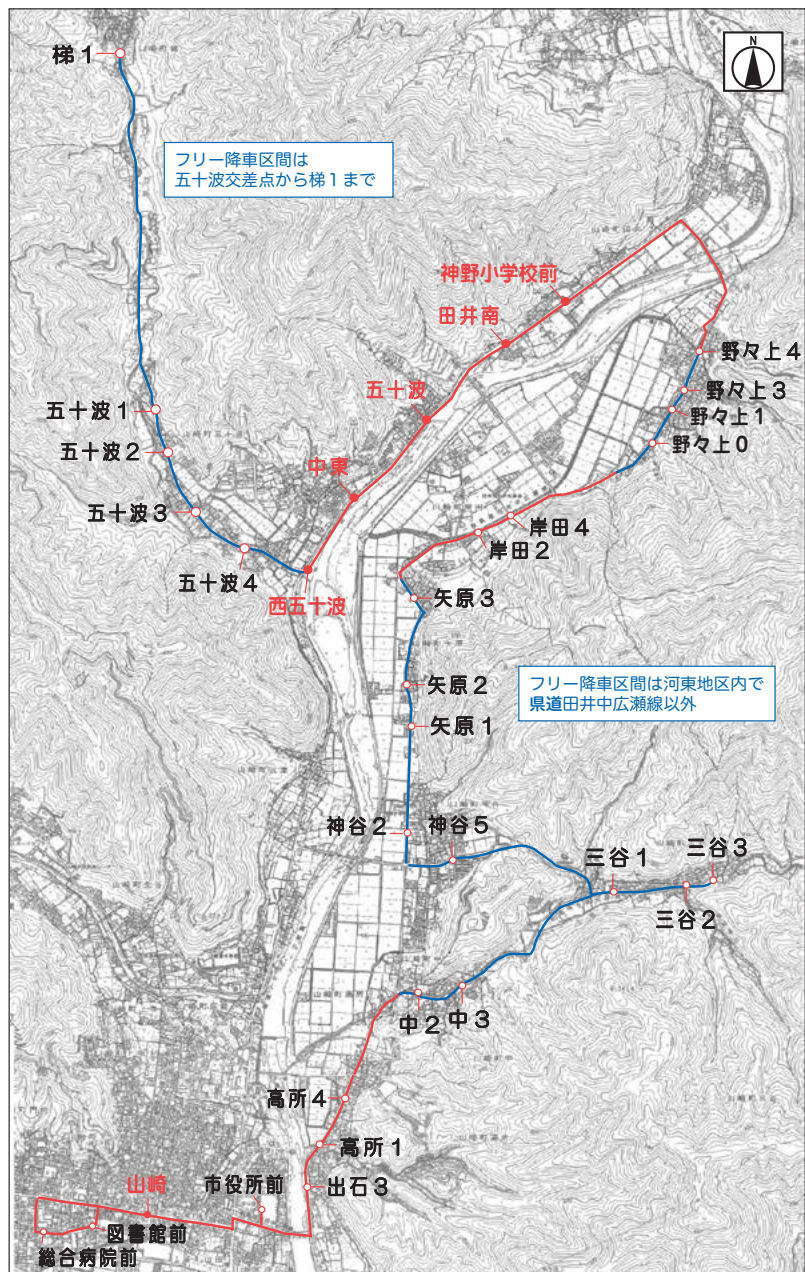 N
梯1
フリー降車区間は
五十波交差点から梯1まで
神野小学校前
田井南
野々上4
五十波
野々上3
五十波1
野々上1
五十波2
野々上0
中東
五十波3
岸田4
岸田2
五十波4
西五十波
矢原3
フリー降車区間は河東地区内で
県道田井中広瀬線以外
矢原2
矢原1
神谷2
神谷5
三谷1
三谷3
三谷2
中2
中3
高所4
高所1
山崎
市役所前
出石3
図書館前
総合病院前